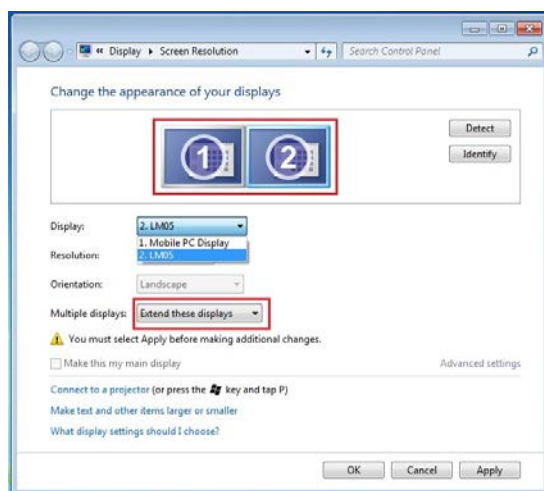 « Display ▸ Screen Resolution
Search Control Panel
Change the appearance of your displays
1
2
Detect
Identify
Display: 2. LM05
1. Mobile PC Display
2. LM05
Resolution:
Orientation: Landscape
Multiple displays: Extend these displays
You must select Apply before making additional changes.
Make this my main display
Advanced settings
Connect to a projector (or press the key and tap P)
Make text and other items larger or smaller
What display settings should I choose?
OK
Cancel
Apply